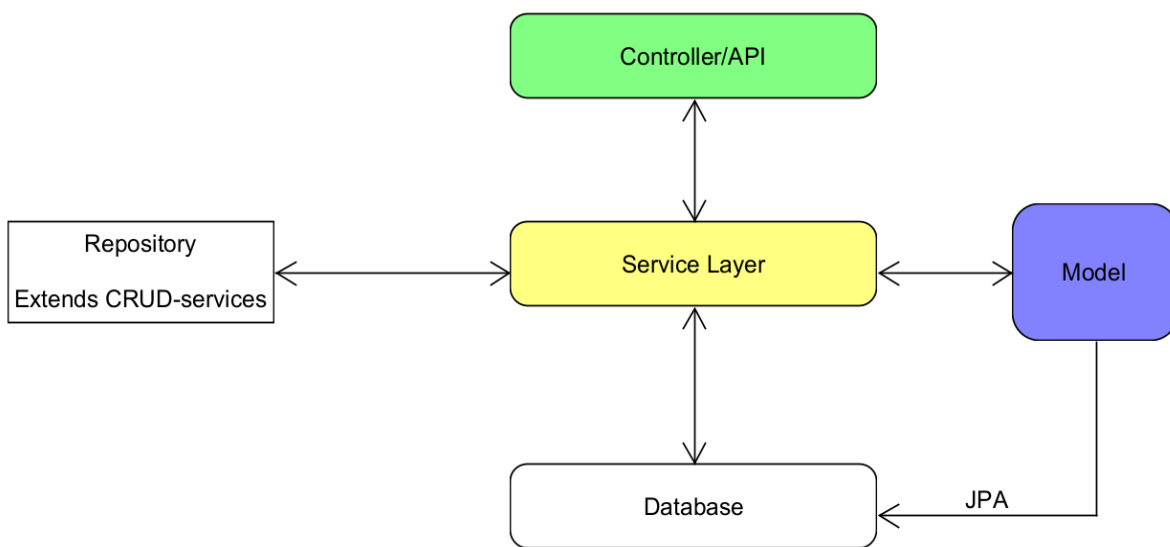 Controller/API
Repository
Extends CRUD-services
Service Layer
Model
Database
JPA